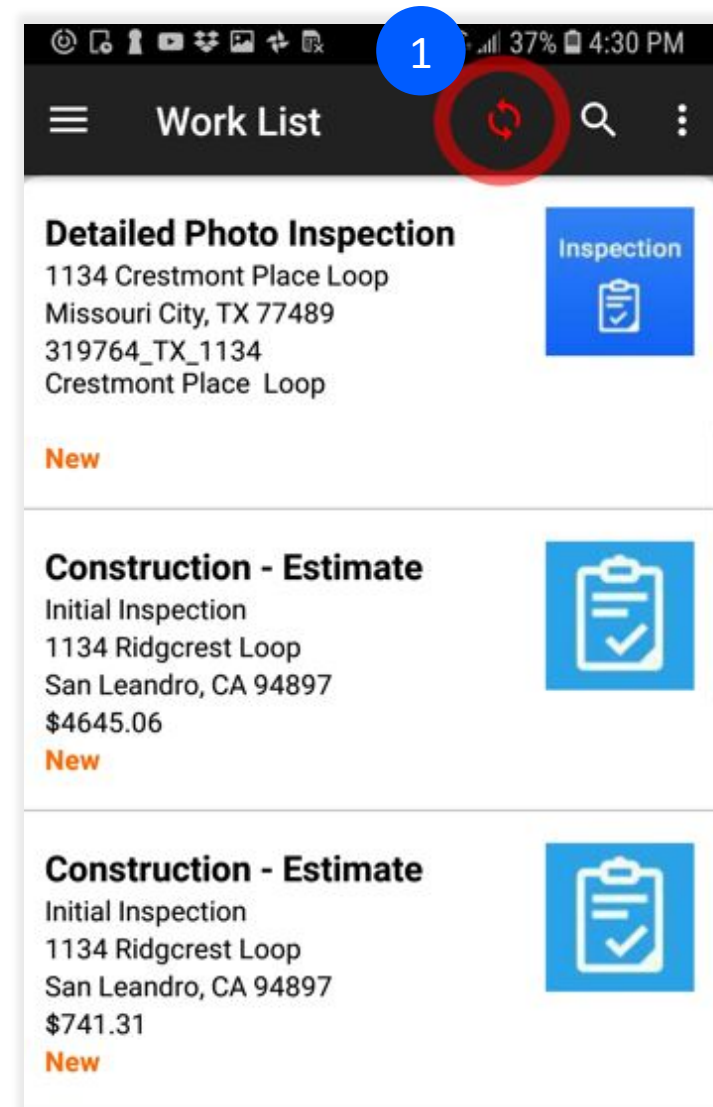 1
37% 4:30 PM
Work List
Detailed Photo Inspection
1134 Crestmont Place Loop
Missouri City, TX 77489
319764_TX_1134
Crestmont Place Loop
New
Inspection
Construction - Estimate
Initial Inspection
1134 Ridgcrest Loop
San Leandro, CA 94897
$4645.06
New
Construction - Estimate
Initial Inspection
1134 Ridgcrest Loop
San Leandro, CA 94897
$741.31
New